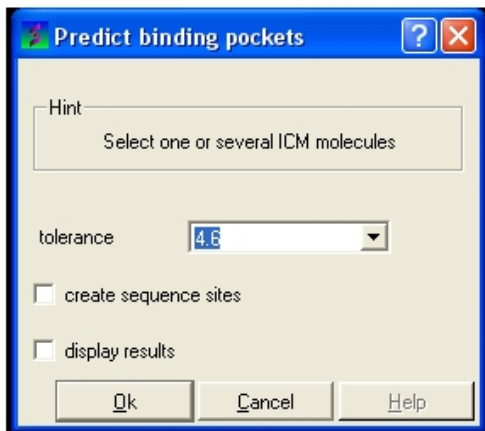 Predict binding pockets
Hint
Select one or several ICM molecules
tolerance 4.6
create sequence sites
display results
Ok Cancel Help